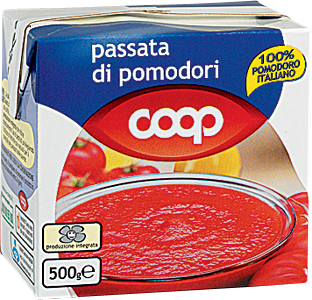 passata
di pomodori
100%
POMODORO
ITALIANO
coop
produzione integrata
500g e